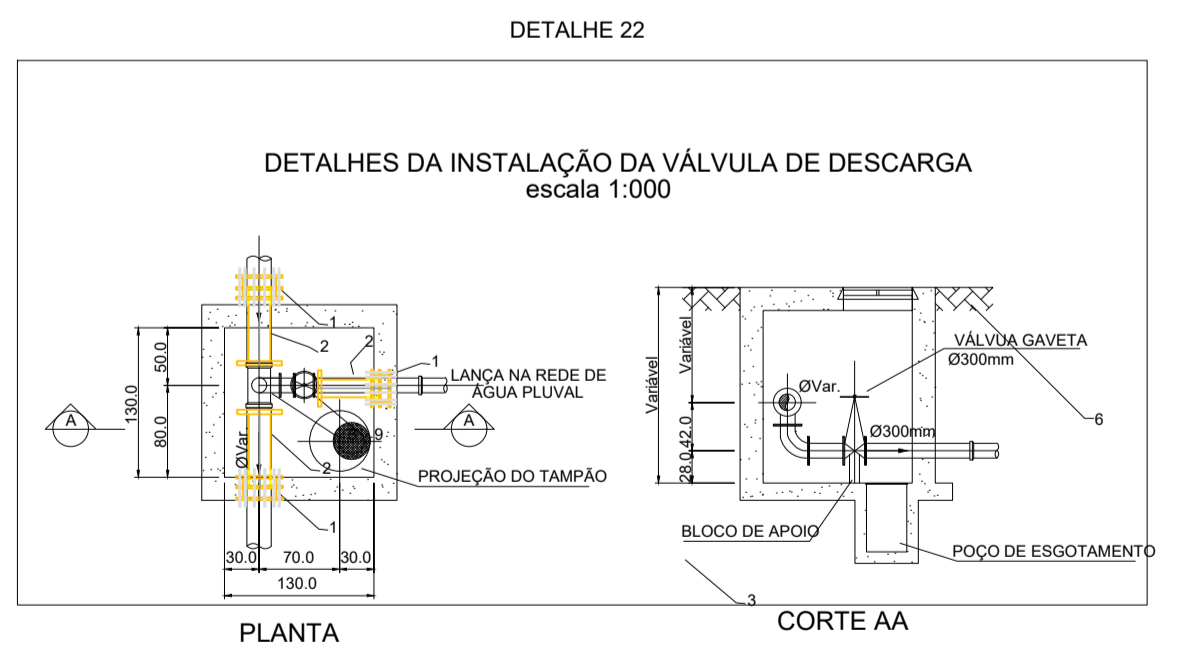 DETALHE 22
DETALHES DA INSTALAÇÃO DA VÁLVULA DE DESCARGA
escala 1:000
1
2
2
1
LANÇA NA REDE DE
ÁGUA PLUVAL
50.0
130.0
80.0
A
A
ØVar.
9
2
PROJEÇÃO DO TAMPÃO
1
30.0
70.0
30.0
130.0
PLANTA
Variável
Variável
VÁLVUA GAVETA
Ø300mm
ØVar.
6
42.0
Ø300mm
28.0
BLOCO DE APOIO
POÇO DE ESGOTAMENTO
3
CORTE AA